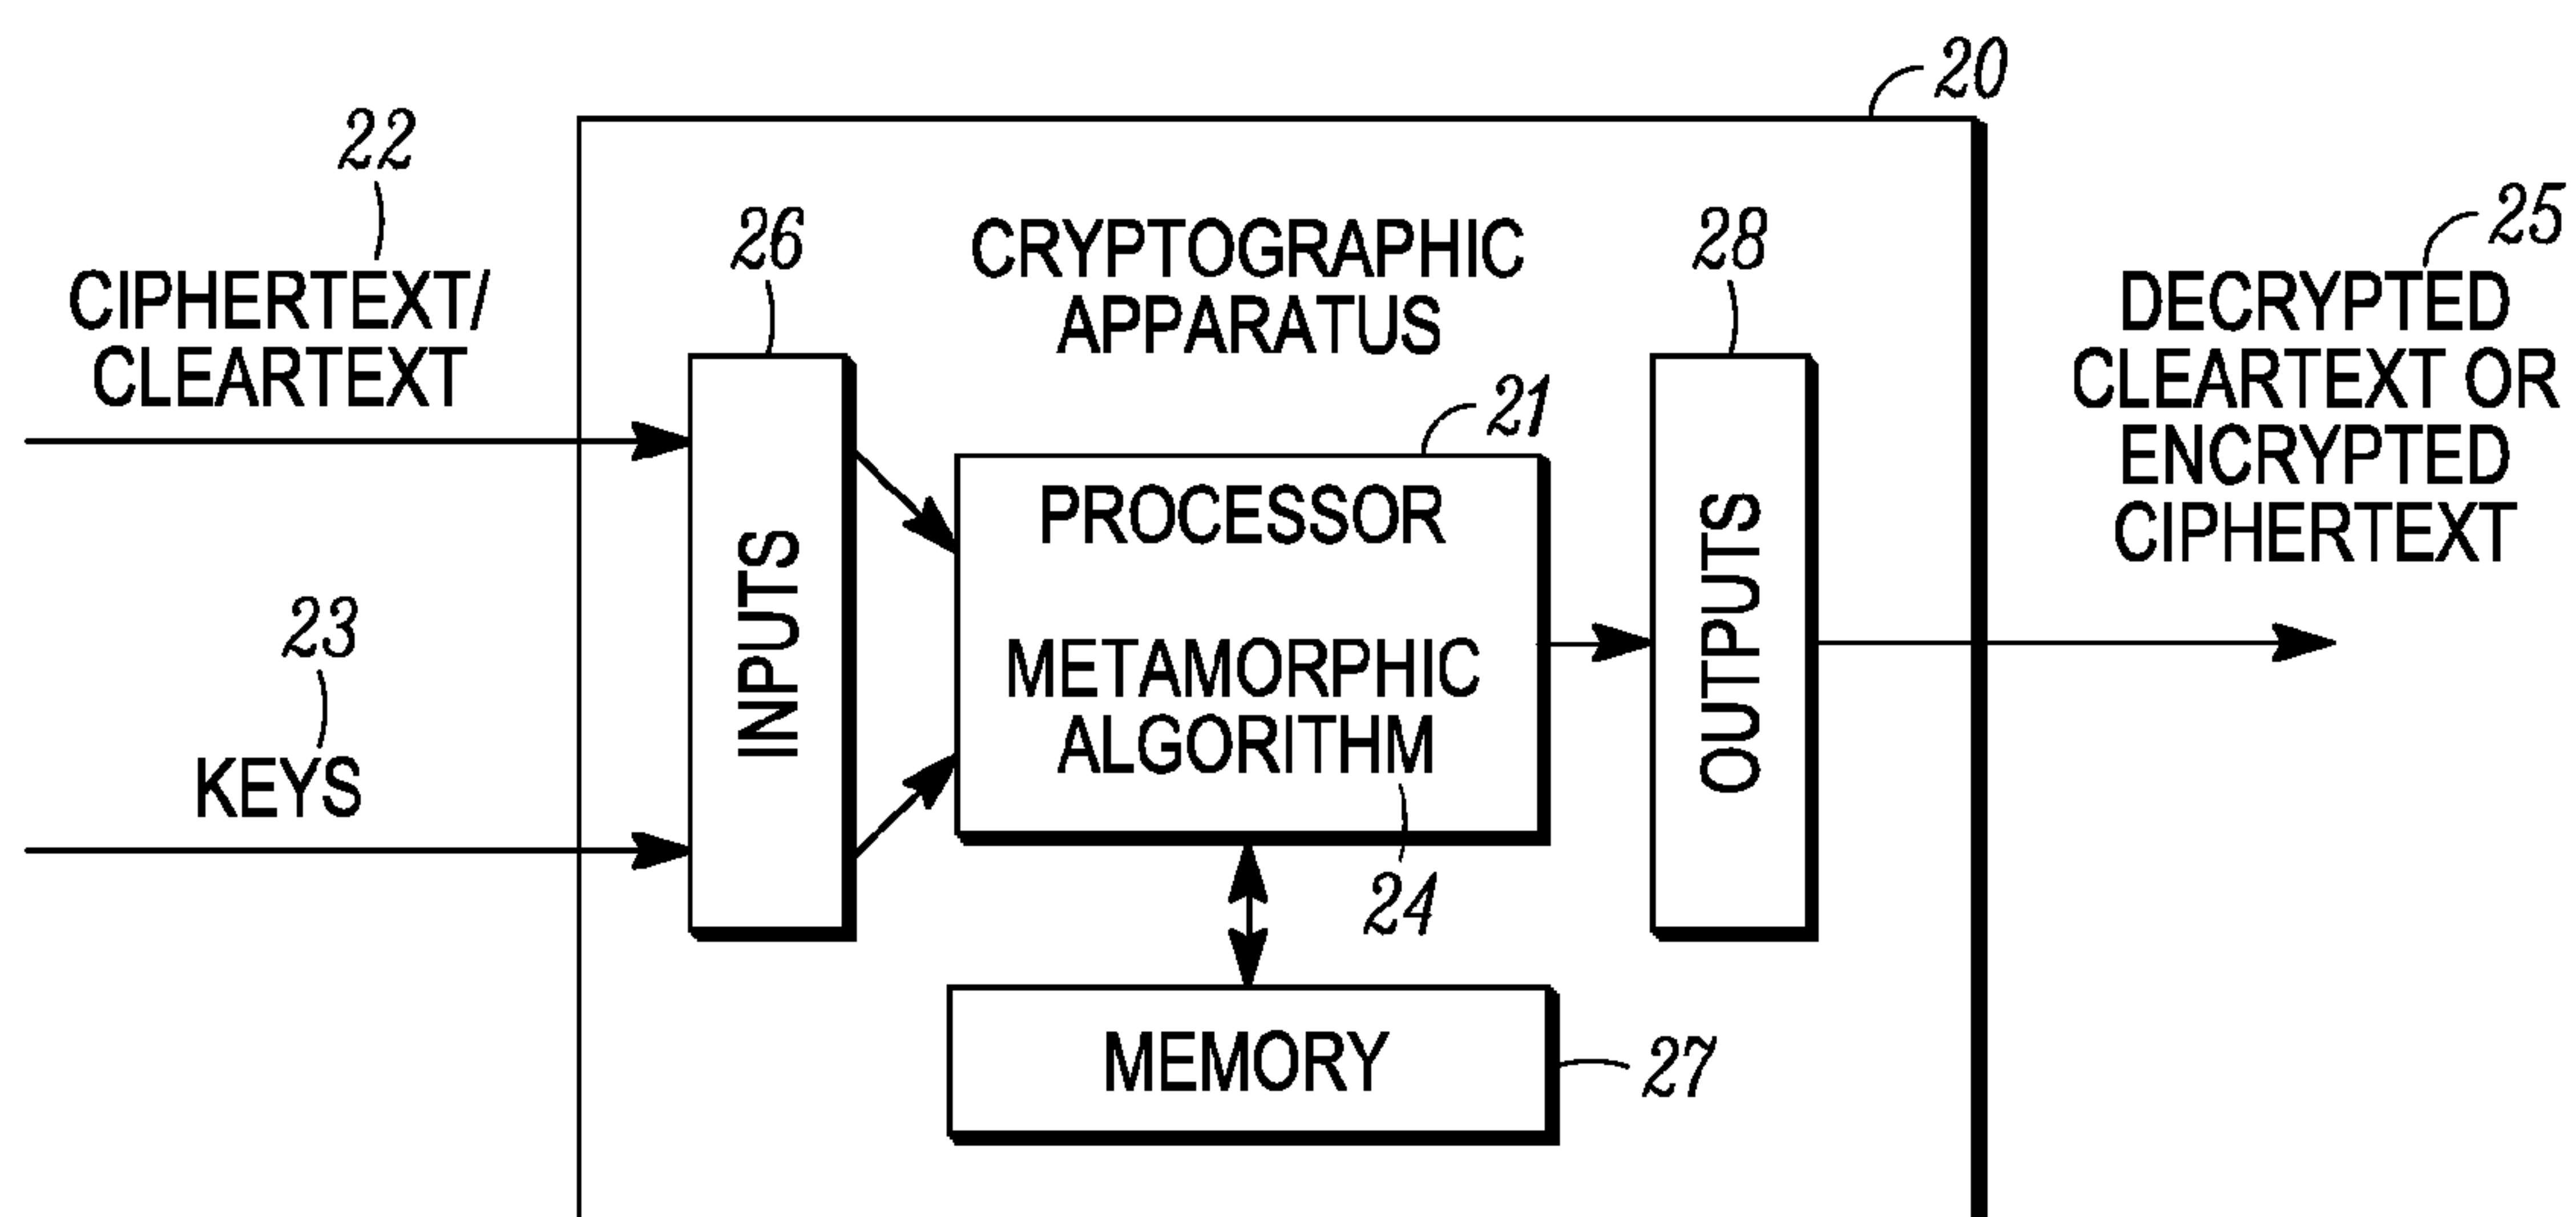 20
22
CIPHERTEXT/
CLEARTEXT
26
CRYPTOGRAPHIC
APPARATUS
28
25
DECRYPTED
CLEARTEXT OR
ENCRYPTED
CIPHERTEXT
21
PROCESSOR
METAMORPHIC
ALGORITHM
24
INPUTS
OUTPUTS
23
KEYS
MEMORY
27